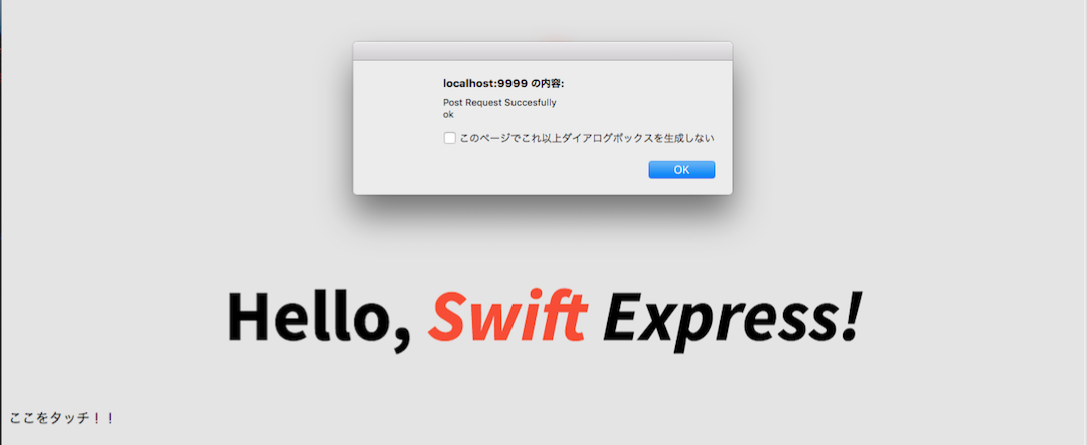 localhost:9999 の内容:
Post Request Succesfully
ok
このページでこれ以上ダイアログボックスを生成しない
OK
Hello, Swift Express!
ここをタッチ！！